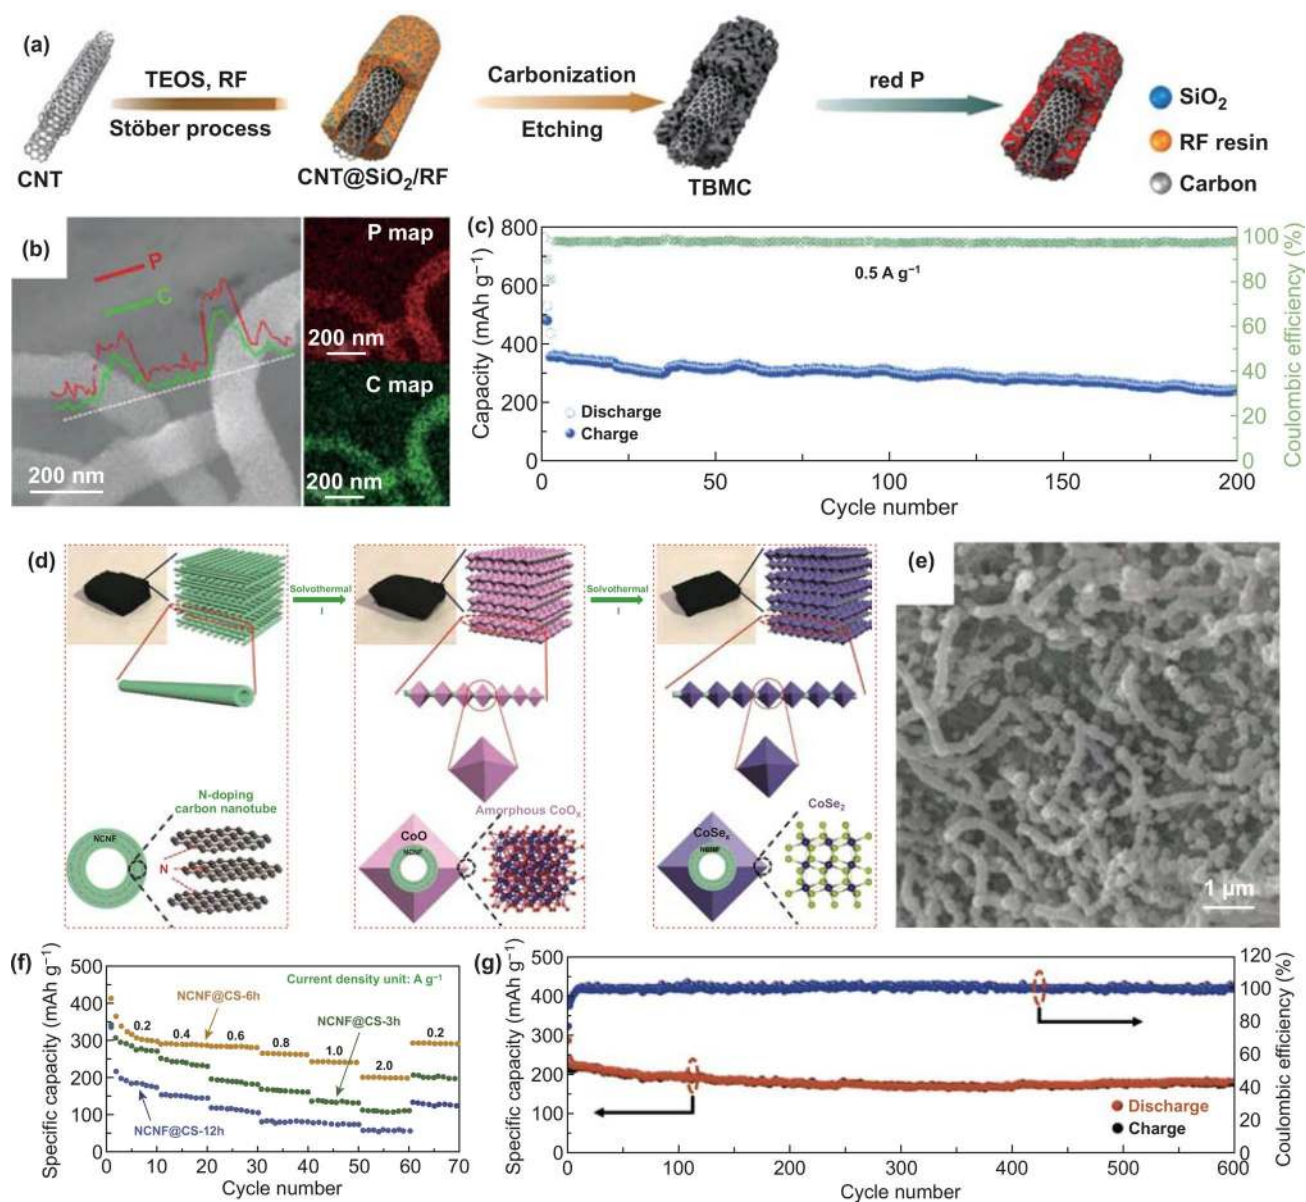 (a)
TEOS, RF
Stöber process
CNT
CNT@SiO₂/RF
Carbonization
Etching
TBMC
red P
SiO₂
RF resin
Carbon
(b)
P
C
200 nm
P map
200 nm
C map
200 nm
(c)
Capacity (mAh g⁻¹)
800
600
400
300
200
0
0.5 A g⁻¹
Discharge
Charge
0
50
100
150
200
Cycle number
100
80
60
40
20
0
Coulombic efficiency (%)
(d)
Solvothermal
I
Solvothermal
I
N-doping
carbon nanotube
NCNF
N
CoO
NCNF
Amorphous CoOₓ
CoSeₓ
CoSe₂
(e)
1 µm
(f)
Specific capacity (mAh g⁻¹)
500
400
300
200
100
0
Current density unit: A g⁻¹
NCNF@CS-6h
NCNF@CS-3h
NCNF@CS-12h
0.2
0.4
0.6
0.8
1.0
2.0
0.2
0
10
20
30
40
50
60
70
Cycle number
(g)
Specific capacity (mAh g⁻¹)
500
400
300
200
100
0
Discharge
Charge
0
100
200
300
400
500
600
Cycle number
120
100
80
60
40
20
0
Coulombic efficiency (%)